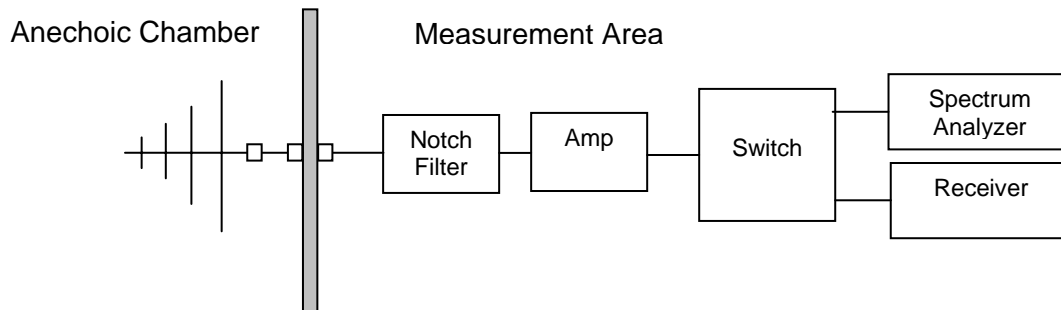 Anechoic Chamber
Measurement Area
Notch
Filter
Amp
Switch
Spectrum
Analyzer
Receiver